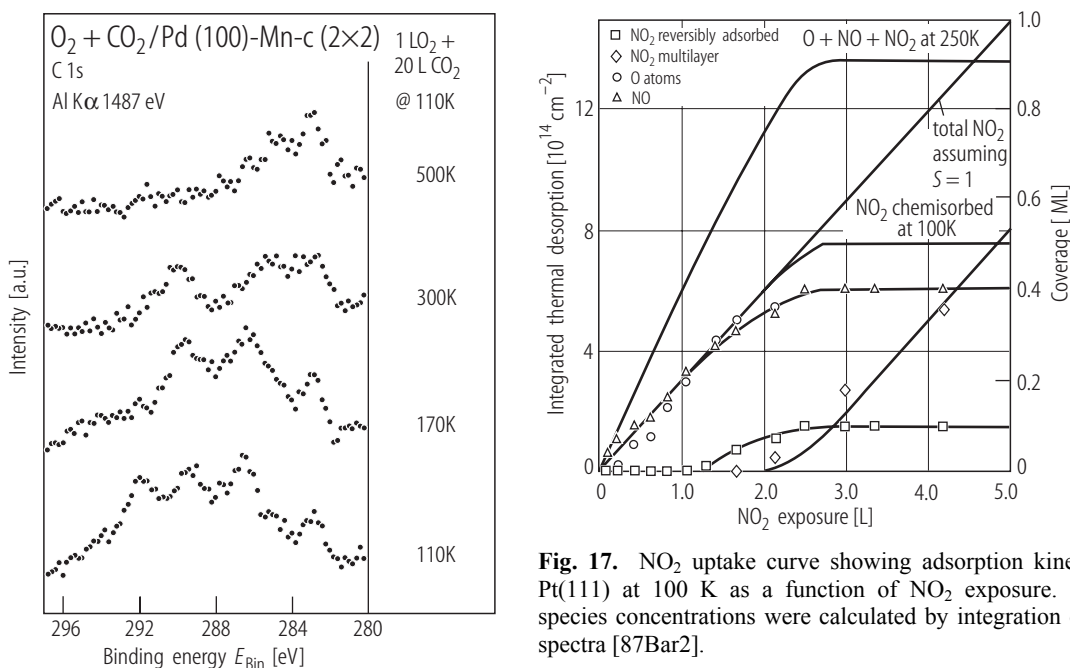 O2 + CO2/Pd (100)-Mn-c (2×2)
C 1s
Al Kα 1487 eV
1 LO2 +
20 L CO2
@ 110K
500K
300K
170K
110K
Intensity [a.u.]
296 292 288 284 280
Binding energy EBin [eV]
NO2 reversibly adsorbed
NO2 multilayer
O atoms
NO
O + NO + NO2 at 250K
total NO2
assuming
S = 1
NO2 chemisorbed
at 100K
Integrated thermal desorption [10^14 cm^-2]
12
8
4
0
Coverage [ML]
1.0
0.8
0.6
0.4
0.2
0
0 1.0 2.0 3.0 4.0 5.0
NO2 exposure [L]
Fig. 17. NO2 uptake curve showing adsorption kine
Pt(111) at 100 K as a function of NO2 exposure.
species concentrations were calculated by integration
spectra [87Bar2].